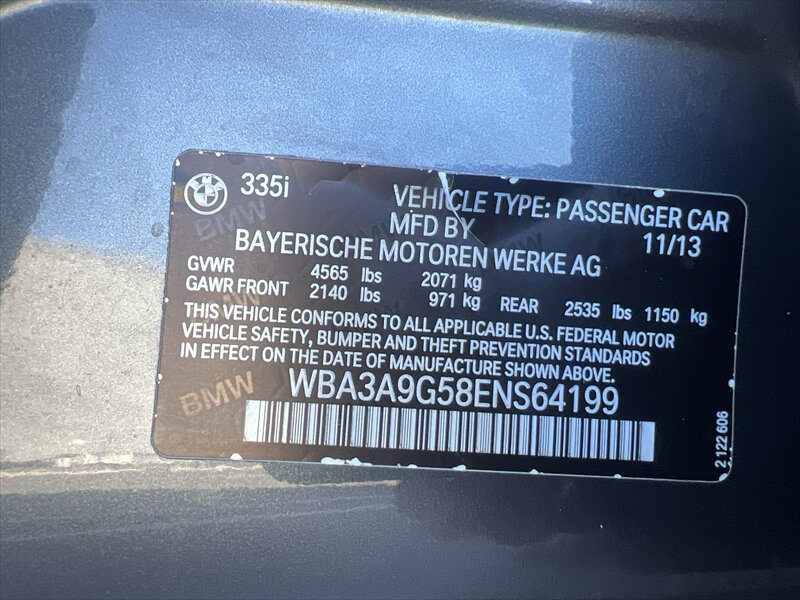 335i
VEHICLE TYPE: PASSENGER CAR
MFD BY 11/13
BAYERISCHE MOTOREN WERKE AG
GVWR 4565 lbs 2071 kg
GAWR FRONT 2140 lbs 971 kg REAR 2535 lbs 1150 kg
THIS VEHICLE CONFORMS TO ALL APPLICABLE U.S. FEDERAL MOTOR
VEHICLE SAFETY, BUMPER AND THEFT PREVENTION STANDARDS
IN EFFECT ON THE DATE OF MANUFACTURE SHOWN ABOVE.
WBA3A9G58ENS64199
2 122 606
BMW
BMW
BMW